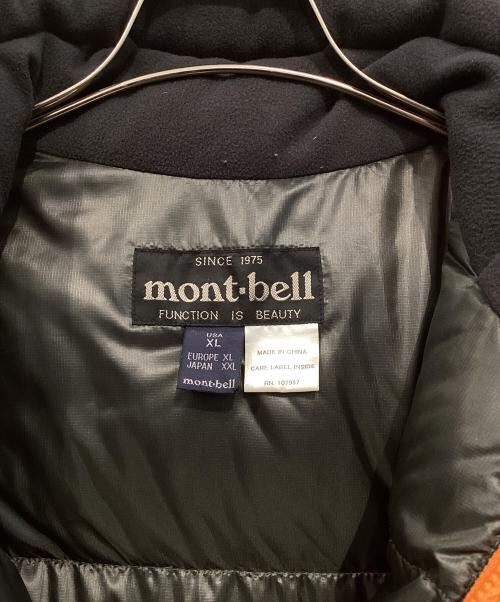 SINCE 1975
mont-bell
FUNCTION IS BEAUTY
USA
XL
EUROPE XL
JAPAN XXL
mont-bell
MADE IN CHINA
CARE LABEL INSIDE
RN. 107987